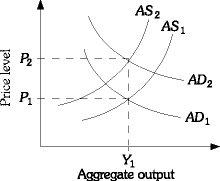 AS₂
AS₁
P₂
AD₂
Price level
P₁
AD₁
Y₁
Aggregate output